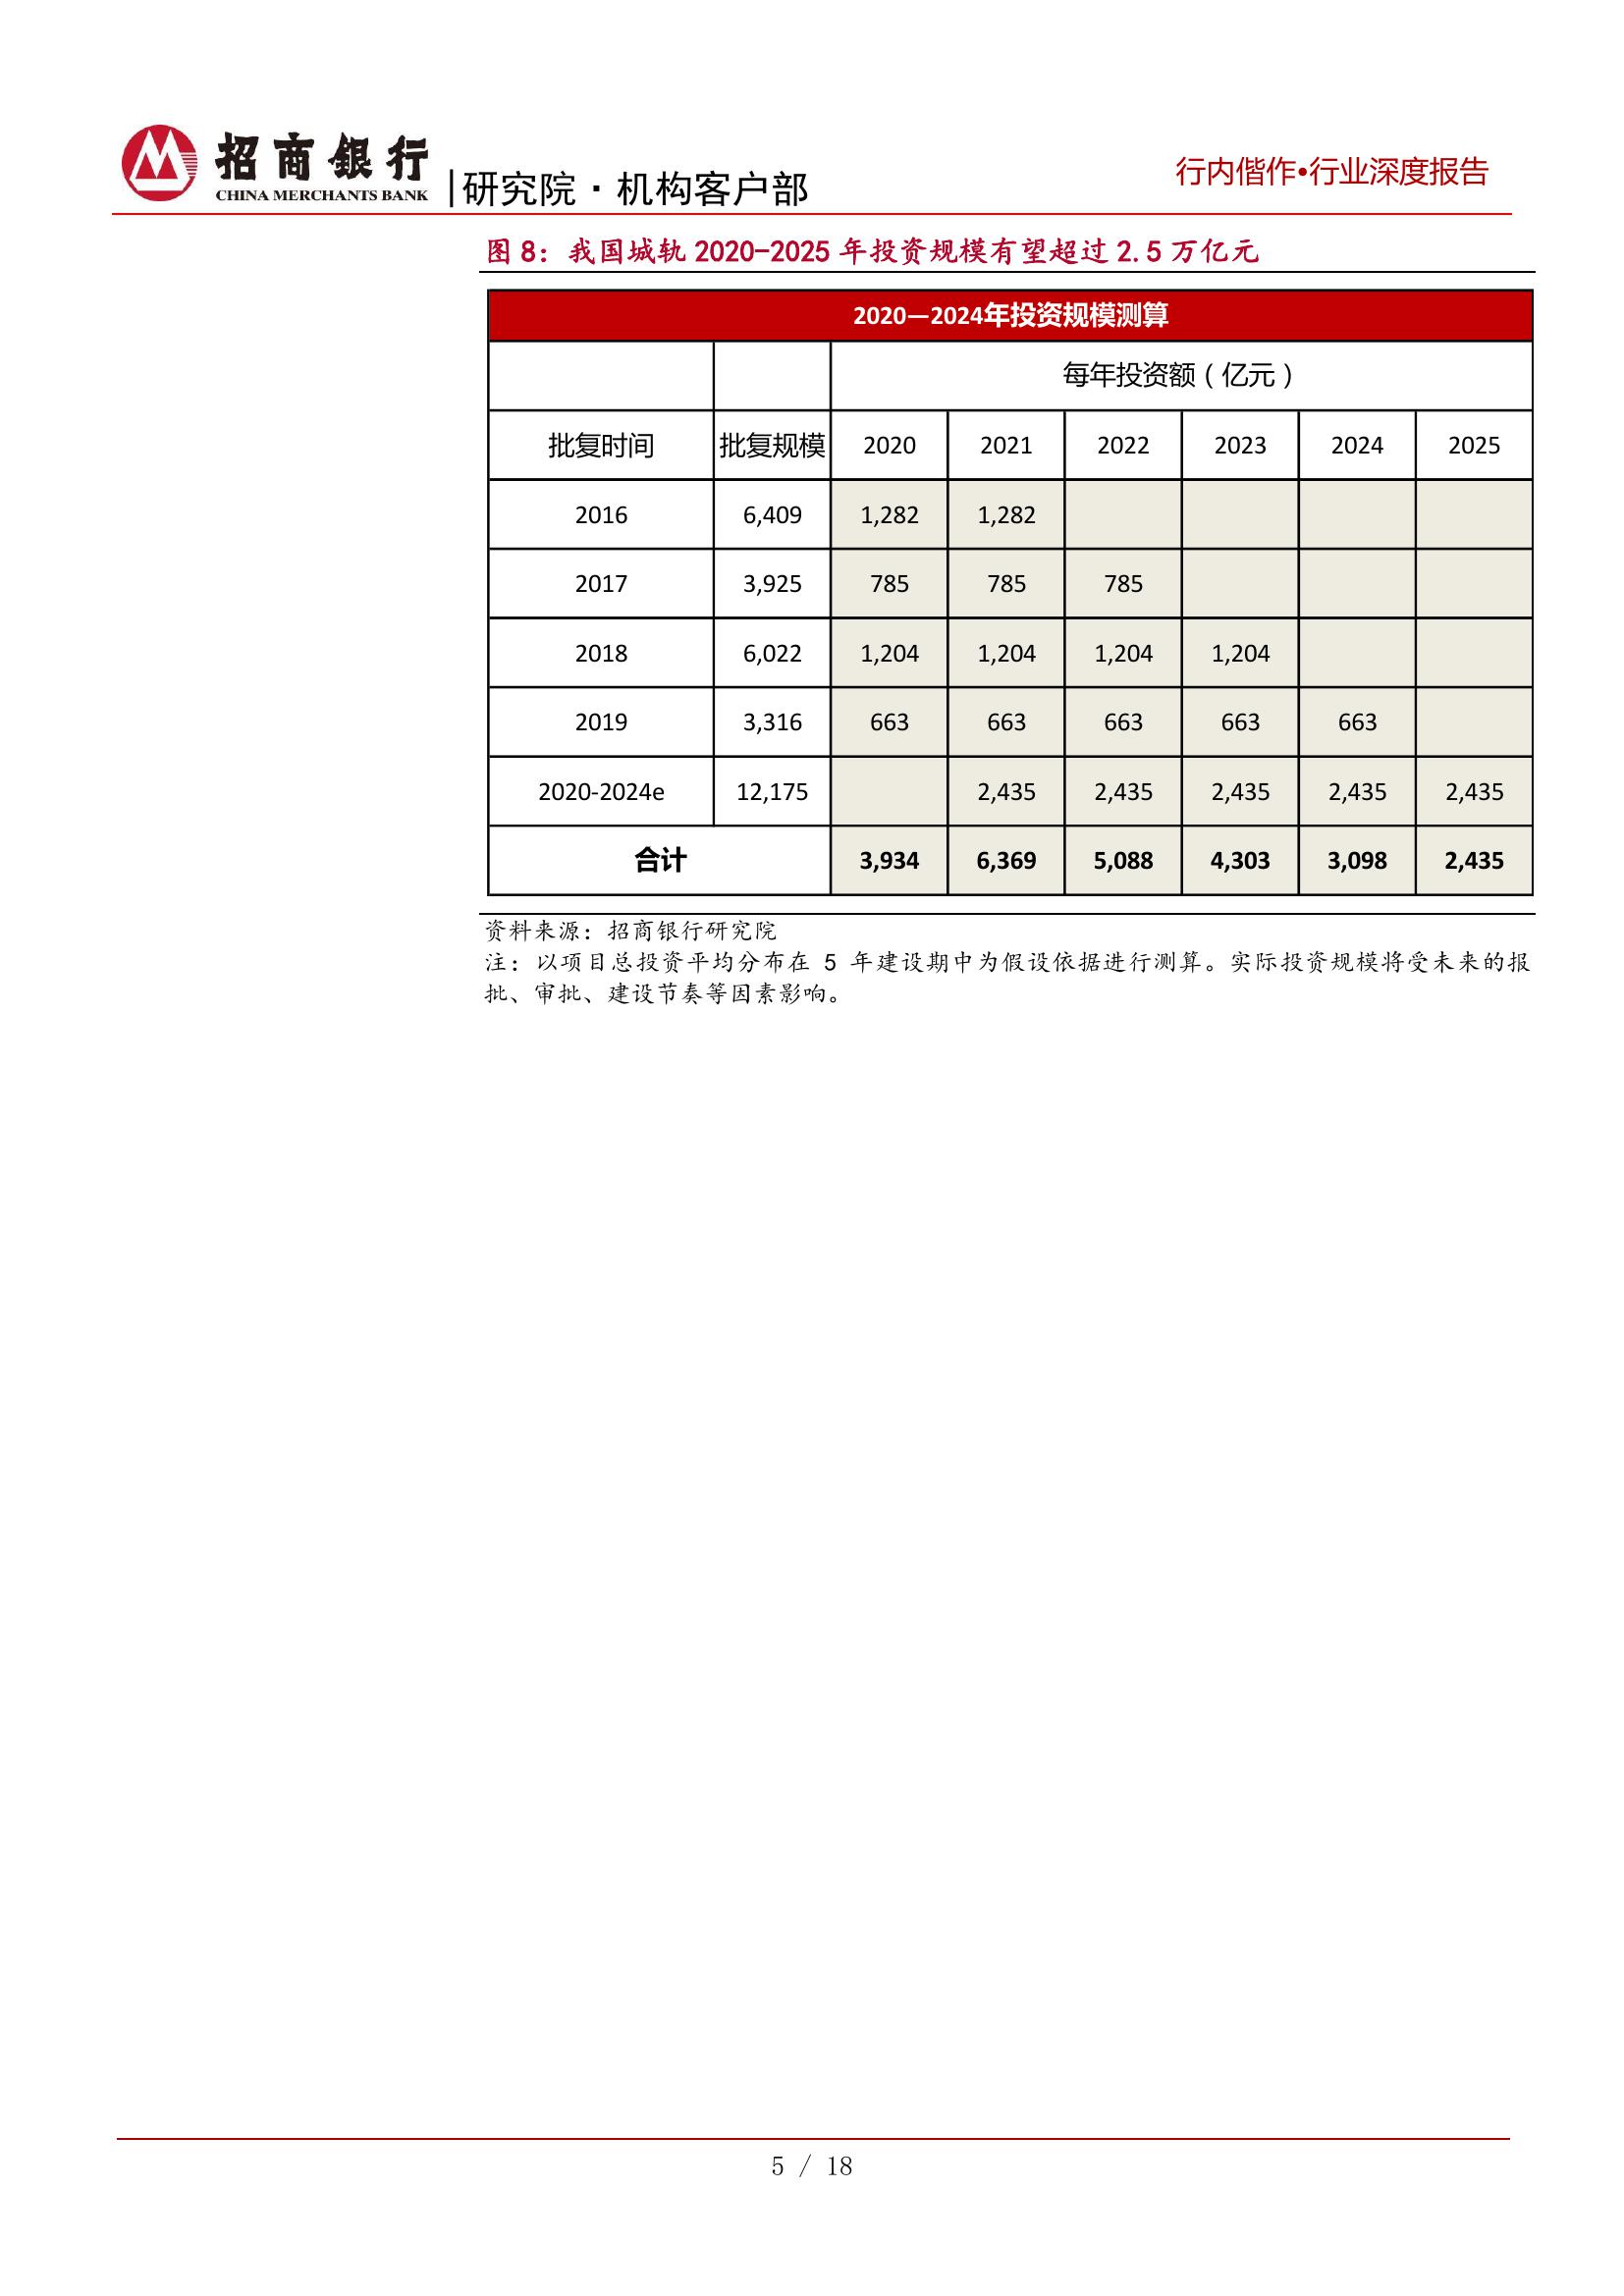 招商银行
CHINA MERCHANTS BANK
|研究院·机构客户部
行内偕作•行业深度报告
图 8：我国城轨 2020-2025 年投资规模有望超过 2.5 万亿元
2020—2024年投资规模测算
每年投资额（亿元）
批复时间 批复规模 2020 2021 2022 2023 2024 2025
2016 6,409 1,282 1,282
2017 3,925 785 785 785
2018 6,022 1,204 1,204 1,204 1,204
2019 3,316 663 663 663 663 663
2020-2024e 12,175 2,435 2,435 2,435 2,435 2,435
合计 3,934 6,369 5,088 4,303 3,098 2,435
资料来源：招商银行研究院
注：以项目总投资平均分布在 5 年建设期中为假设依据进行测算。实际投资规模将受未来的报
批、审批、建设节奏等因素影响。
5 / 18